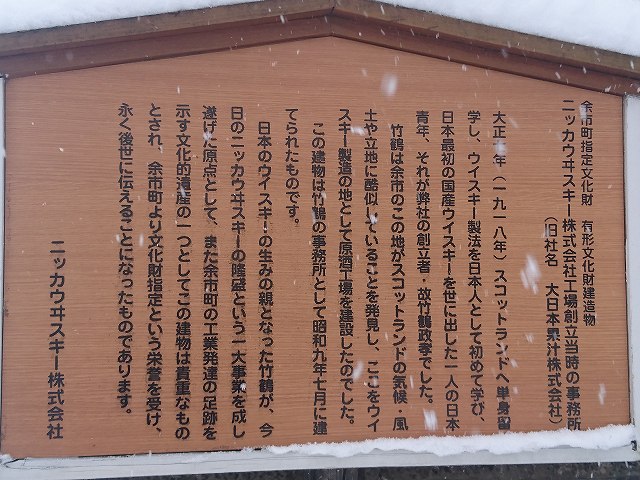 余市町指定文化財　有形文化財建造物
ニッカウヰスキー株式会社工場創立当時の事務所
（旧社名　大日本果汁株式会社）
大正七年（一九一八年）スコットランドへ単身留
学し、ウイスキー製法を日本人として初めて学び、
日本最初の国産ウイスキーを世に出した一人の日本
青年、それが弊社の創立者・故竹鶴政孝でした。
竹鶴は余市のこの地がスコットランドの気候・風
土や立地に酷似していることを発見し、ここをウイ
スキー製造の地として原酒工場を建設したのでした。
この建物は竹鶴の事務所として昭和九年七月に建
てられたものです。
日本のウイスキーの生みの親となった竹鶴が、今
日のニッカウヰスキーの隆盛という一大事業を成し
遂げた原点として、また余市町の工業発達の足跡を
示す文化的遺産の一つとしてこの建物は貴重なもの
とされ、余市町より文化財指定という栄誉を受け、
永く後世に伝えることになったものであります。
ニッカウヰスキー株式会社